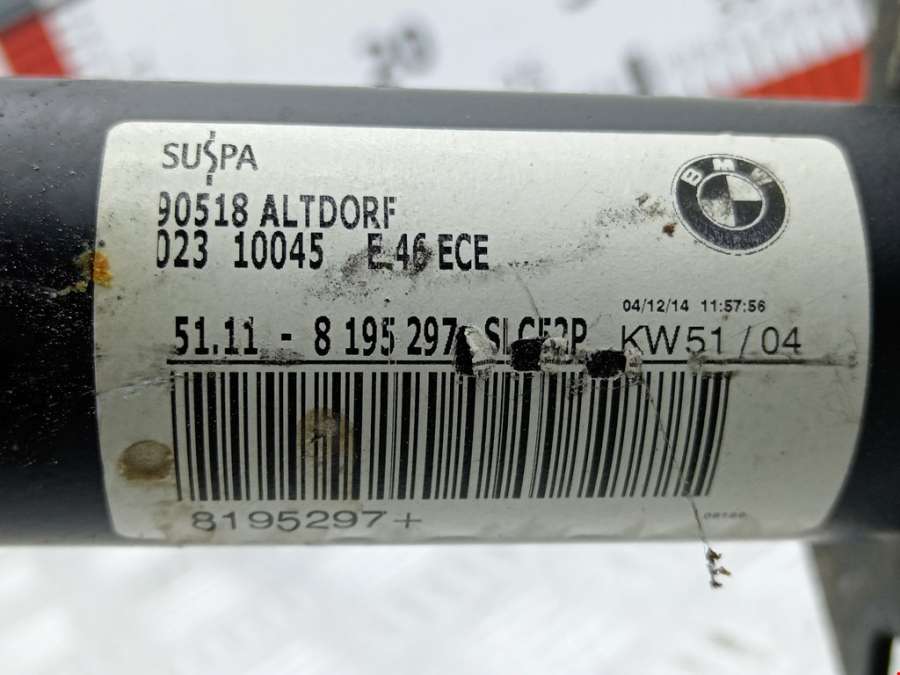 SUSPA
BMW
90518 ALTDORF
023 10045 E.46 ECE
04/12/14 11:57:56
51.11 - 8 195 297 KW51 / 04
8195297+